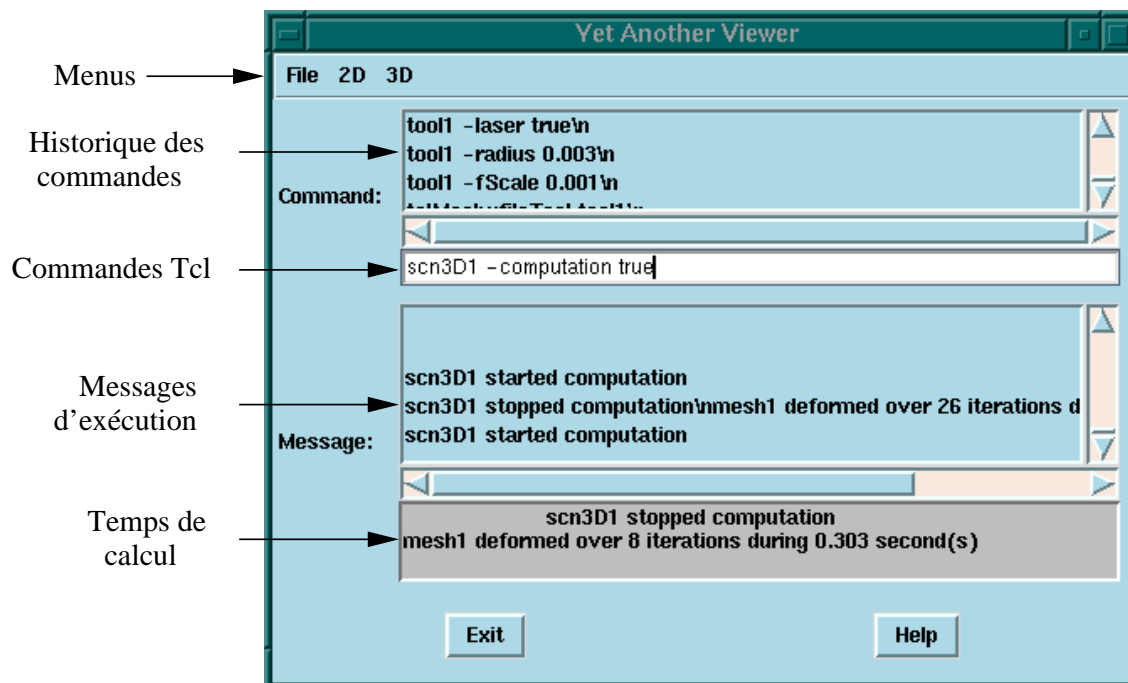 Yet Another Viewer
Menus
File 2D 3D
Historique des
commandes
Command:
tool1 -laser true\n
tool1 -radius 0.003\n
tool1 -fScale 0.001\n
Commandes Tcl
scn3D1 -computation true
Messages
d'exécution
Message:
scn3D1 started computation
scn3D1 stopped computation\nmesh1 deformed over 26 iterations d
scn3D1 started computation
Temps de
calcul
scn3D1 stopped computation
mesh1 deformed over 8 iterations during 0.303 second(s)
Exit
Help